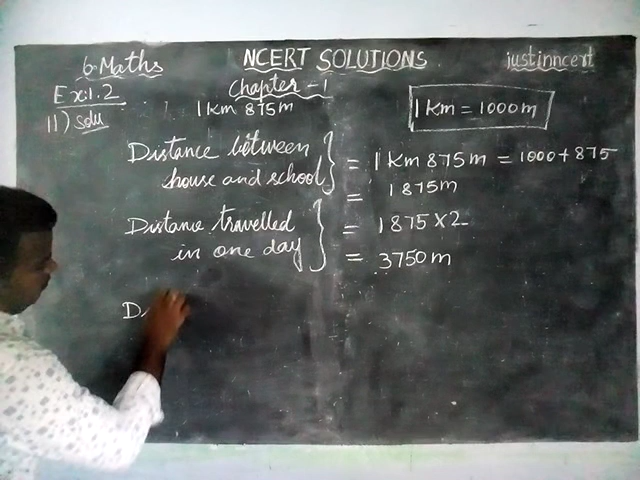 6. Maths NCERT SOLUTIONS. justinncert
Ex:1.2 Chapter - 1
11) Solu 1 km 875 m 1 Km = 1000 m
Distance between = 1 Km 875 m = 1000 + 875
house and school = 1875 m
Distance travelled = 1875 x 2
in one day = 3750 m
D